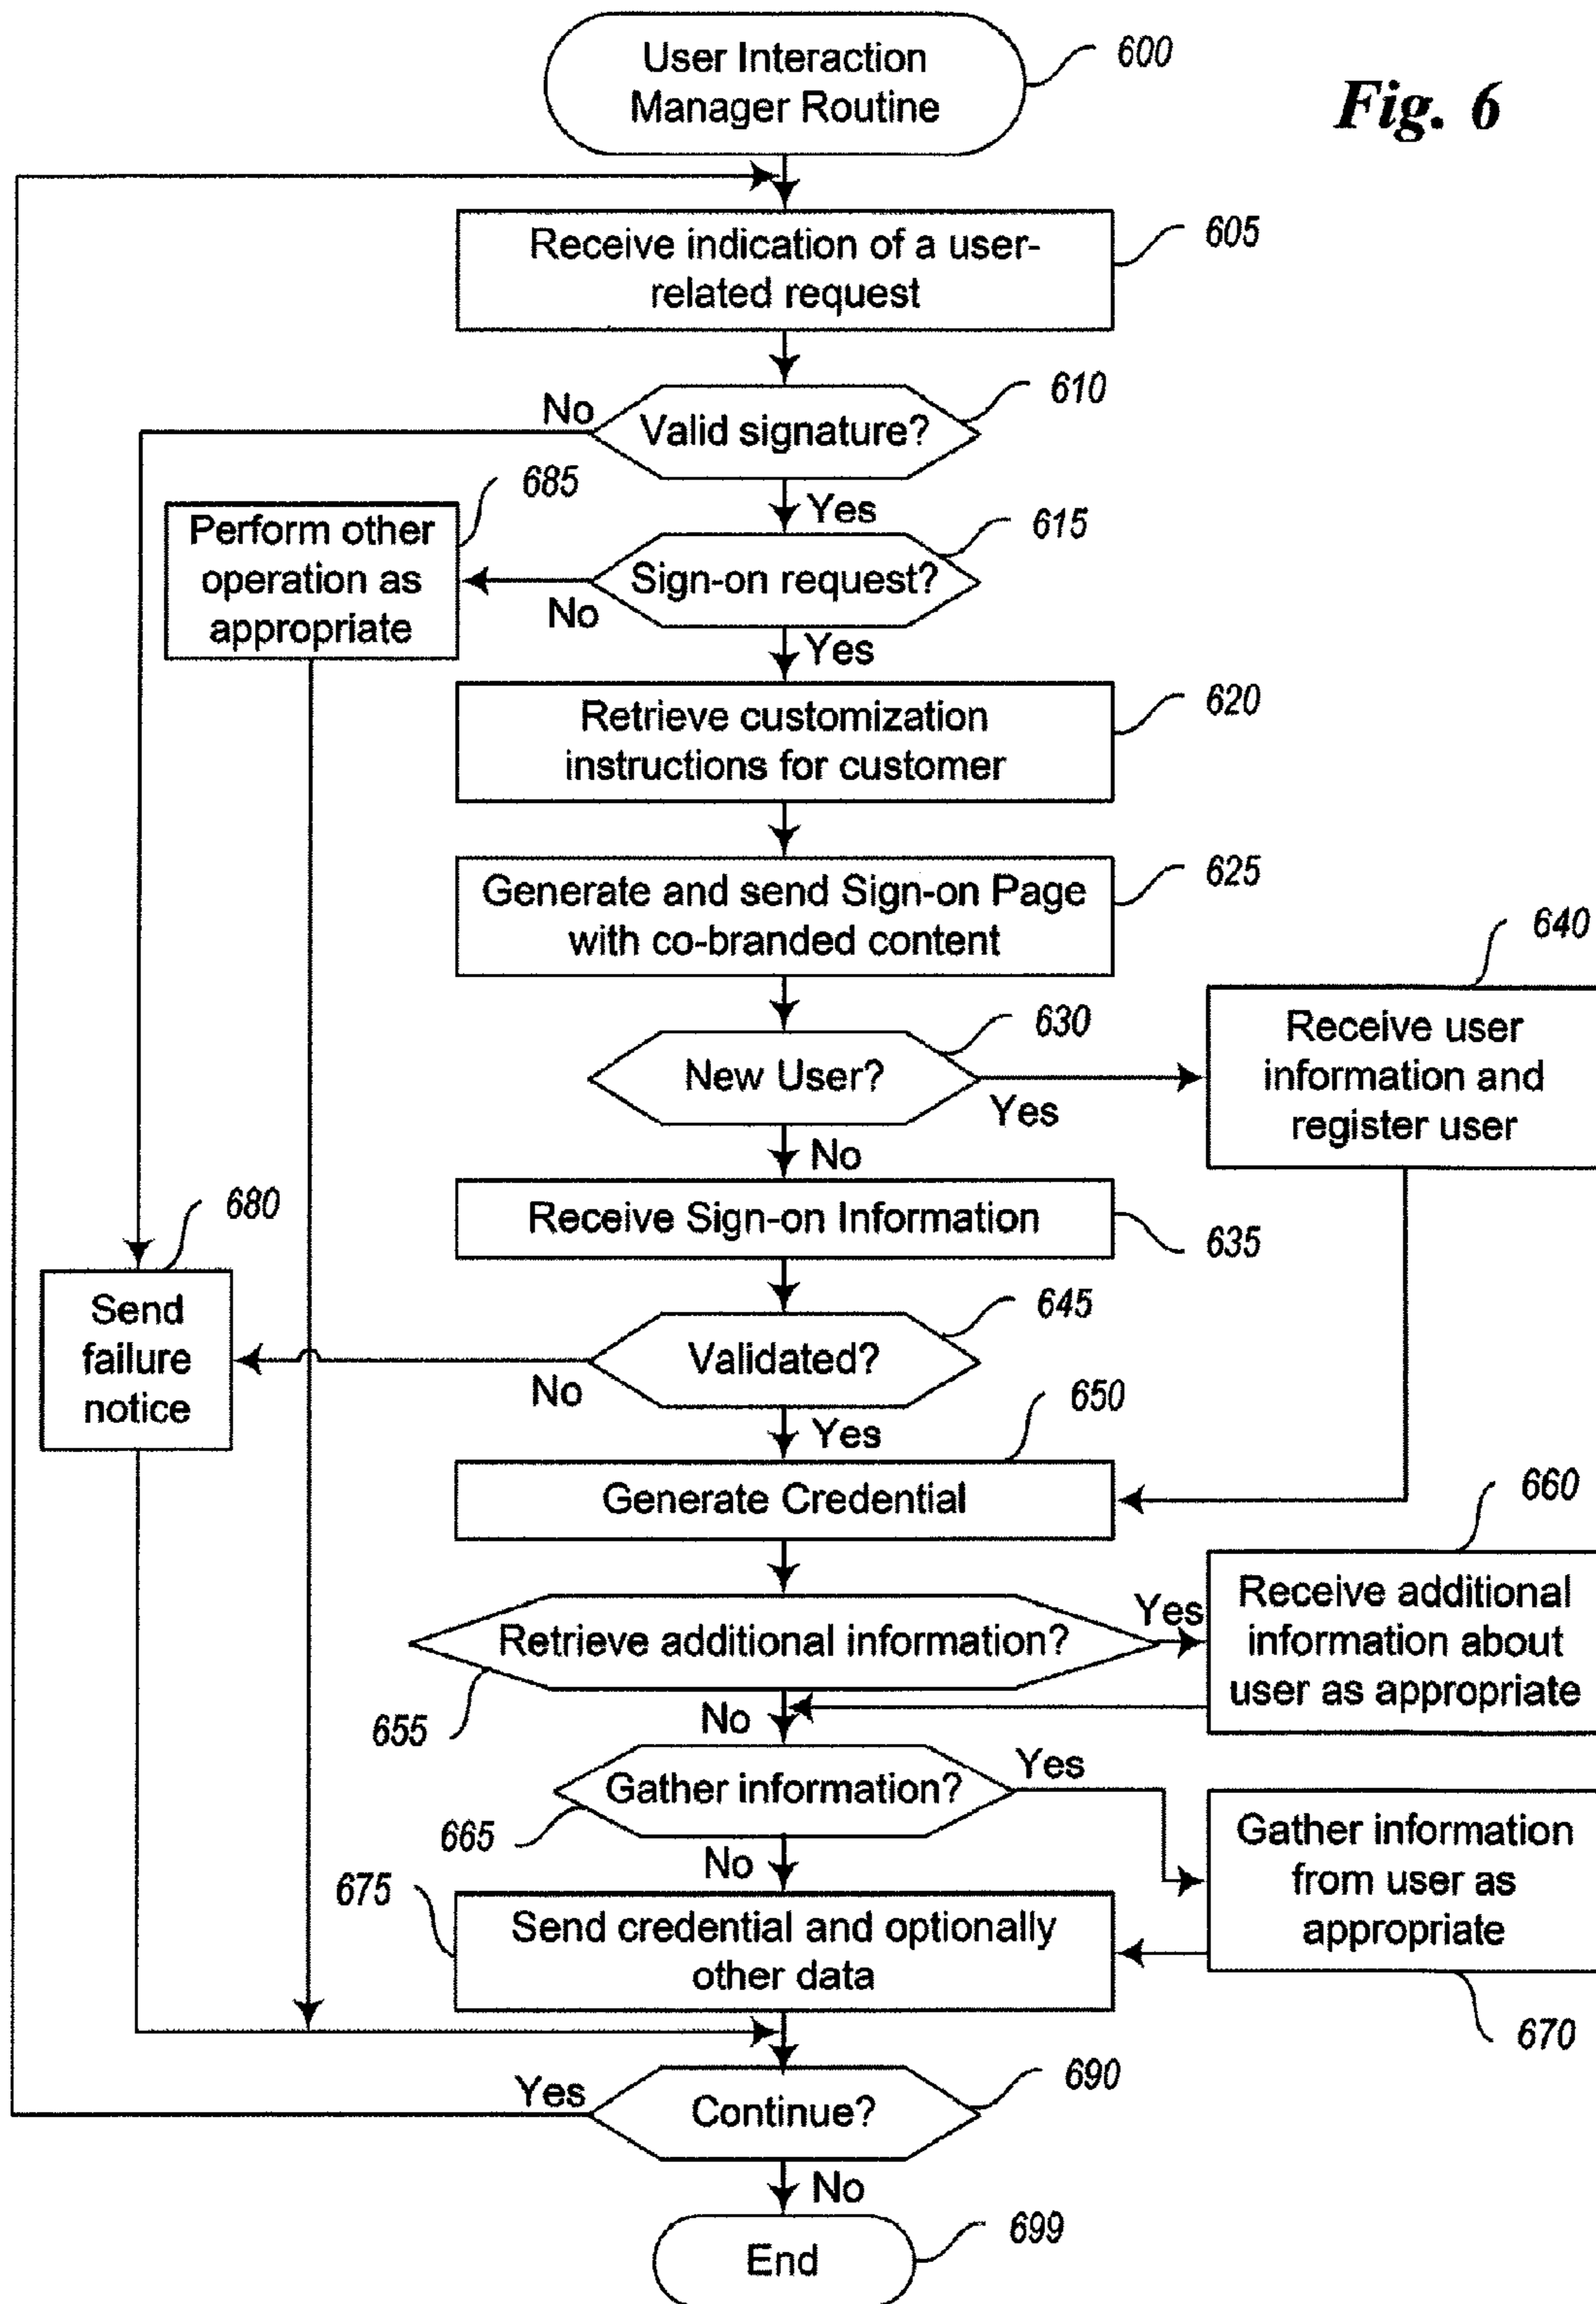 User Interaction
Manager Routine
600
Fig. 6
Receive indication of a user-
related request
605
Valid signature?
610
No
Yes
685
Perform other
operation as
appropriate
Sign-on request?
615
No
Yes
Retrieve customization
instructions for customer
620
Generate and send Sign-on Page
with co-branded content
625
New User?
630
Yes
640
Receive user
information and
register user
No
Receive Sign-on Information
635
680
Send
failure
notice
Validated?
645
No
Yes
650
Generate Credential
660
Retrieve additional information?
Yes
Receive additional
information about
user as appropriate
655
No
Gather information?
Yes
665
No
Gather information
from user as
appropriate
670
675
Send credential and optionally
other data
Continue?
690
Yes
No
End
699